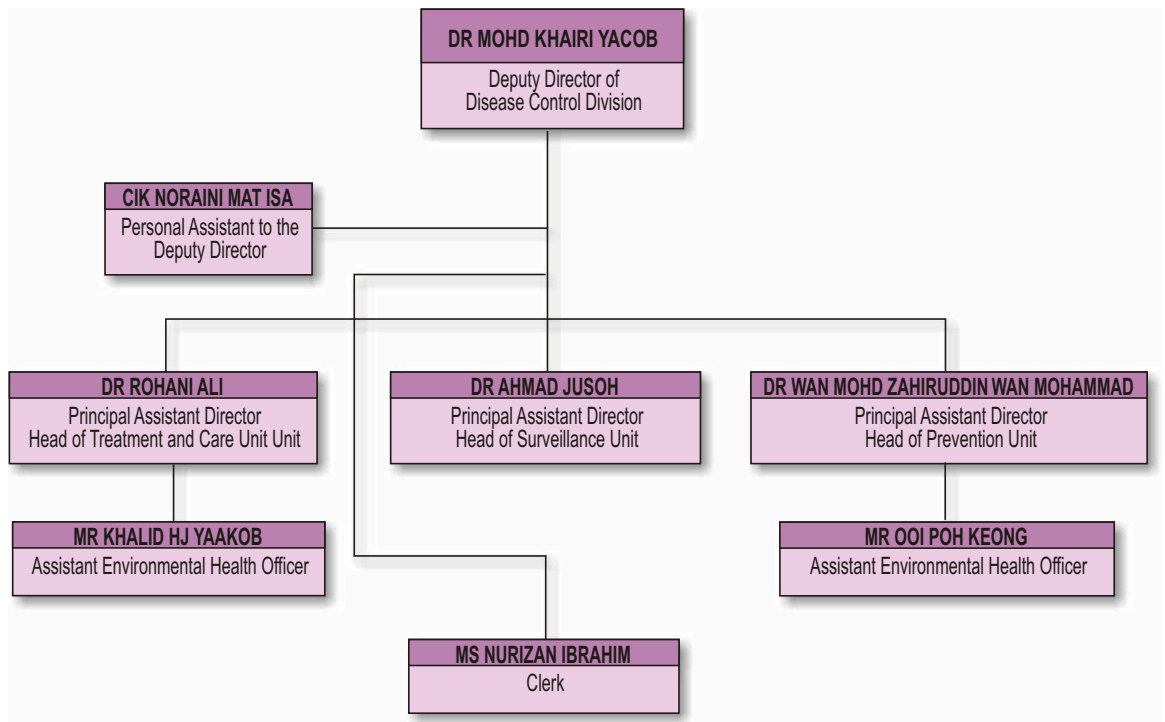 DR MOHD KHAIRI YACOB
Deputy Director of
Disease Control Division
CIK NORAINI MAT ISA
Personal Assistant to the
Deputy Director
DR ROHANI ALI
Principal Assistant Director
Head of Treatment and Care Unit Unit
DR AHMAD JUSOH
Principal Assistant Director
Head of Surveillance Unit
DR WAN MOHD ZAHIRUDDIN WAN MOHAMMAD
Principal Assistant Director
Head of Prevention Unit
MR KHALID HJ YAAKOB
Assistant Environmental Health Officer
MR OOI POH KEONG
Assistant Environmental Health Officer
MS NURIZAN IBRAHIM
Clerk